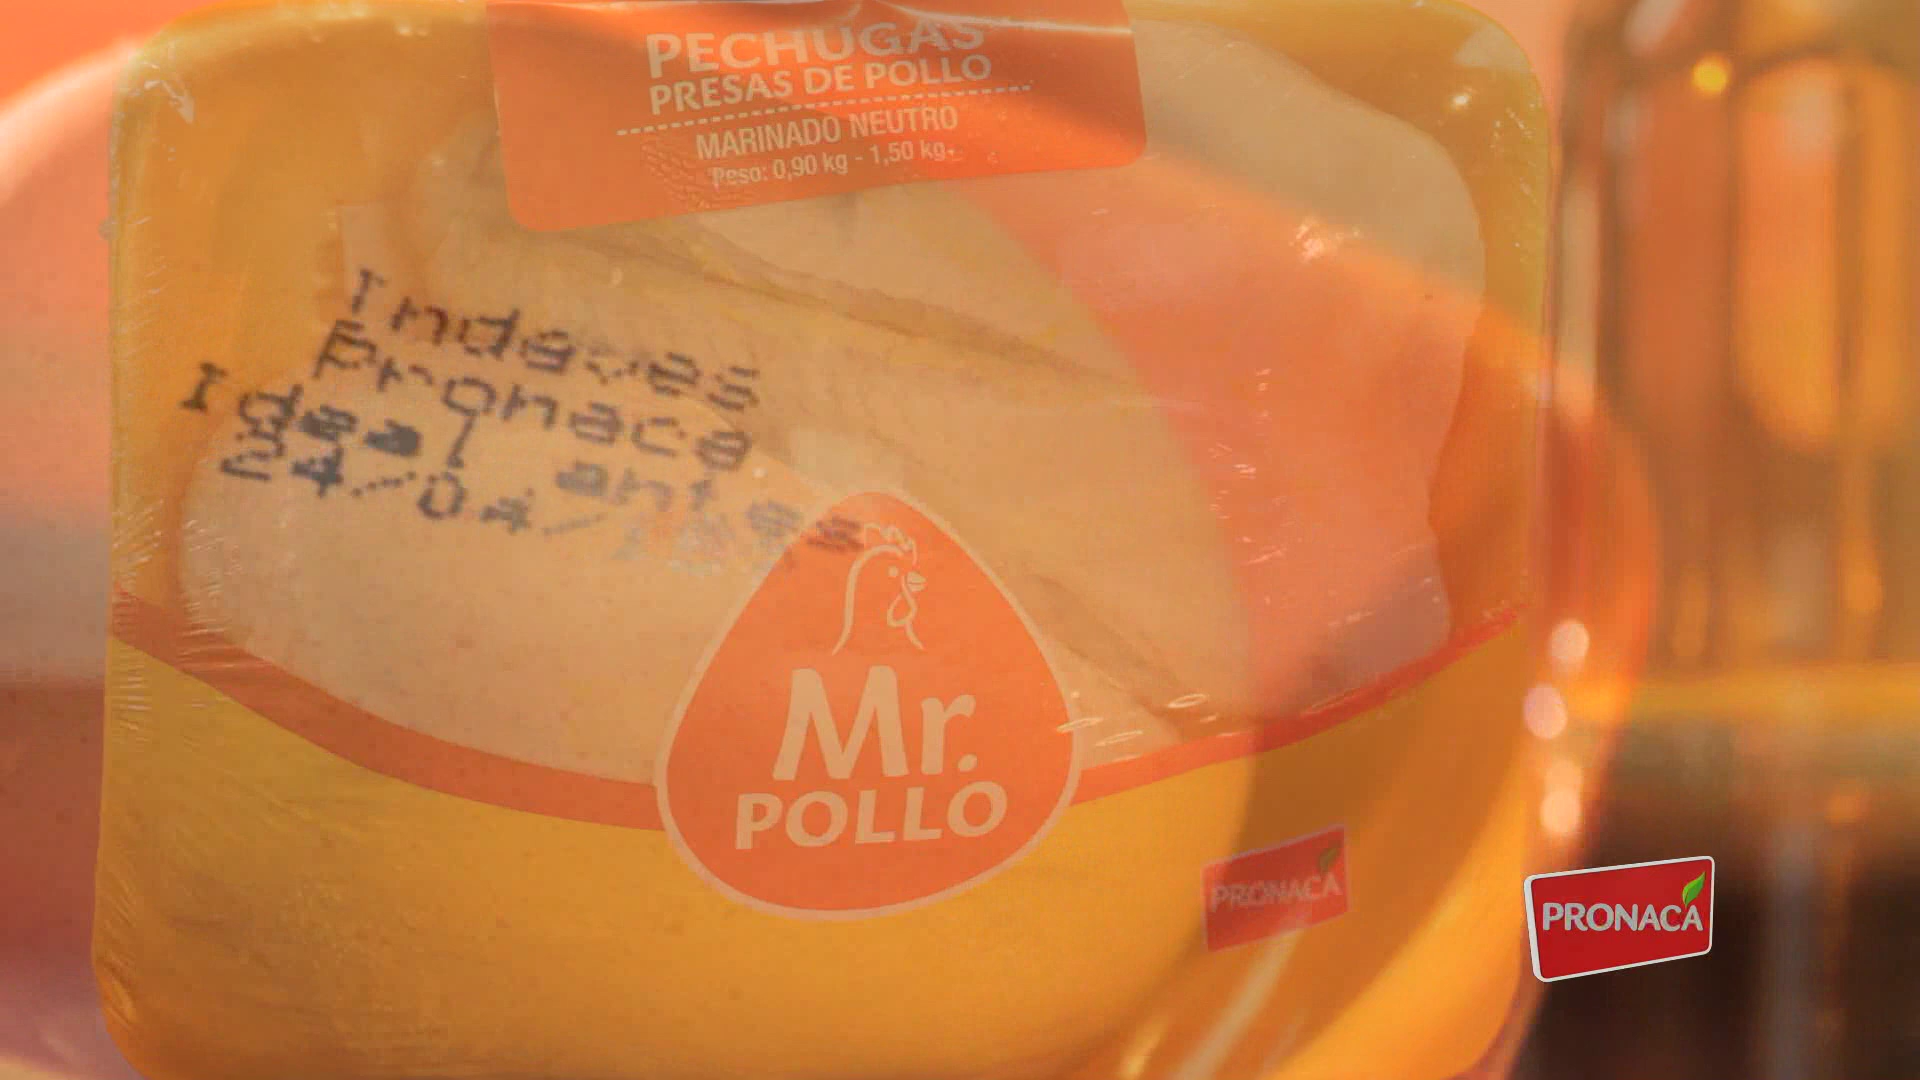 PECHUGAS
PRESAS DE POLLO
MARINADO NEUTRO
Peso: 0,90 kg - 1,50 kg.
Indaves
Pronaca
Ideal antes
24/04/
Mr.
POLLO
PRONACA
PRONACA